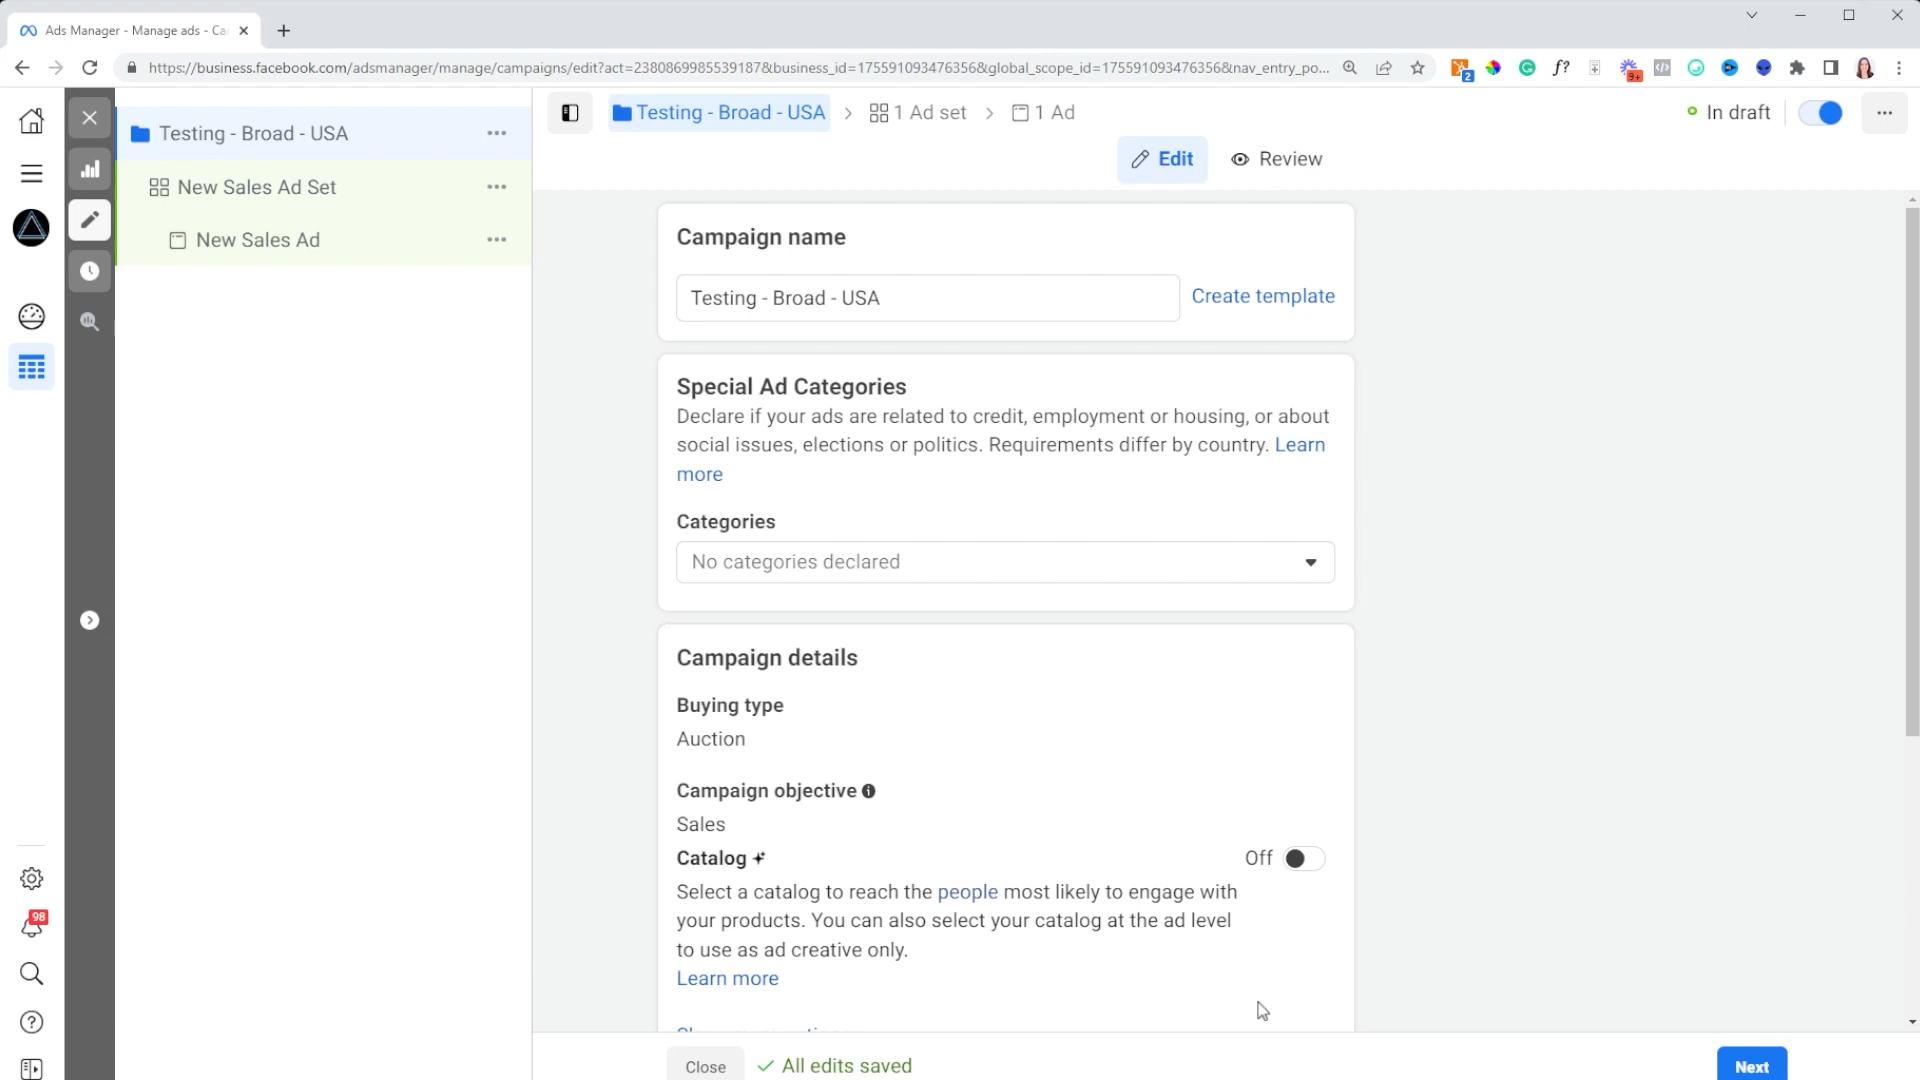 Ads Manager - Manage ads - Ca
https://business.facebook.com/adsmanager/manage/campaigns/edit?act=2380869985539187&business_id=175591093476356&global_scope_id=175591093476356&nav_entry_po...
2
f?
9+
Testing - Broad - USA
New Sales Ad Set
New Sales Ad
Testing - Broad - USA
1 Ad set
1 Ad
In draft
Edit
Review
Campaign name
Testing - Broad - USA
Create template
Special Ad Categories
Declare if your ads are related to credit, employment or housing, or about
social issues, elections or politics. Requirements differ by country. Learn
more
Categories
No categories declared
Campaign details
Buying type
Auction
Campaign objective
Sales
Catalog
Off
Select a catalog to reach the people most likely to engage with
your products. You can also select your catalog at the ad level
to use as ad creative only.
Learn more
98
Close
All edits saved
Next